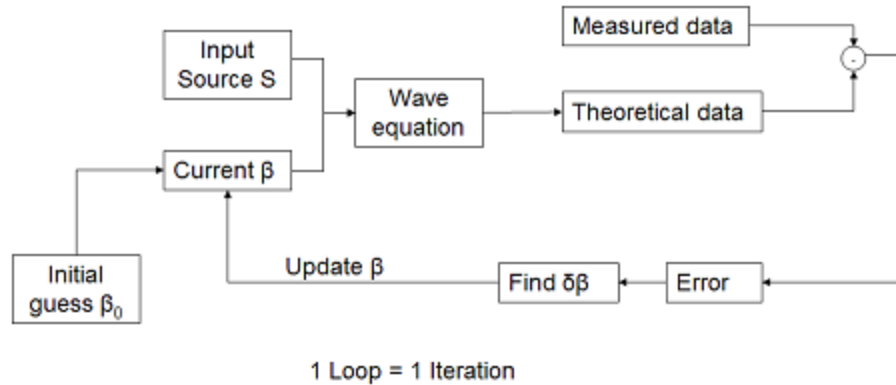 Measured data
Input
Source S
Wave
equation
Theoretical data
Current β
Update β
Initial
guess β₀
Find δβ
Error
1 Loop = 1 Iteration